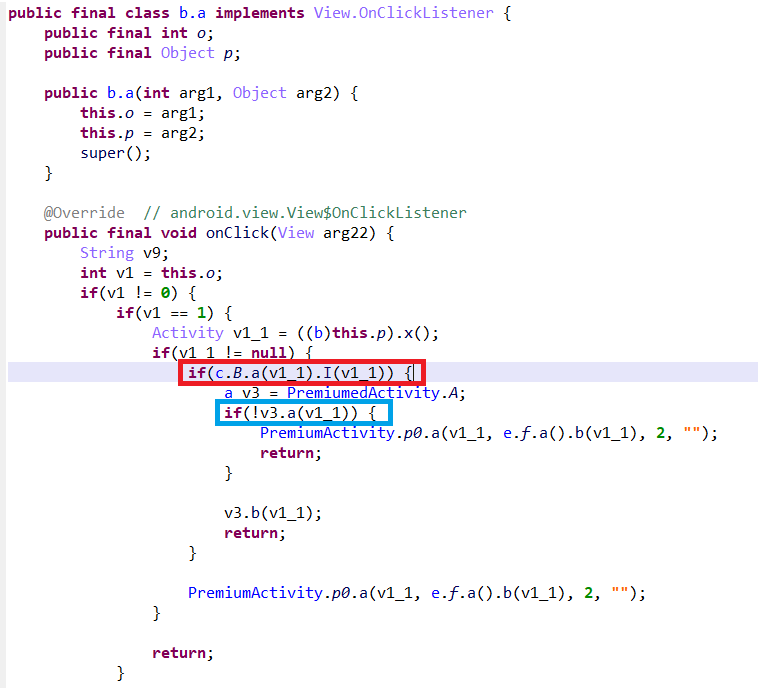 public final class b.a implements View.OnClickListener {
public final int o;
public final Object p;
public b.a(int arg1, Object arg2) {
this.o = arg1;
this.p = arg2;
super();
}
@Override  // android.view.View$OnClickListener
public final void onClick(View arg22) {
String v9;
int v1 = this.o;
if(v1 != 0) {
if(v1 == 1) {
Activity v1_1 = ((b)this.p).x();
if(v1_1 != null) {
if(c.B.a(v1_1).I(v1_1)) {
a v3 = PremiumedActivity.A;
if(!v3.a(v1_1)) {
PremiumActivity.p0.a(v1_1, e.f.a().b(v1_1), 2, "");
return;
}
v3.b(v1_1);
return;
}
PremiumActivity.p0.a(v1_1, e.f.a().b(v1_1), 2, "");
}
return;
}